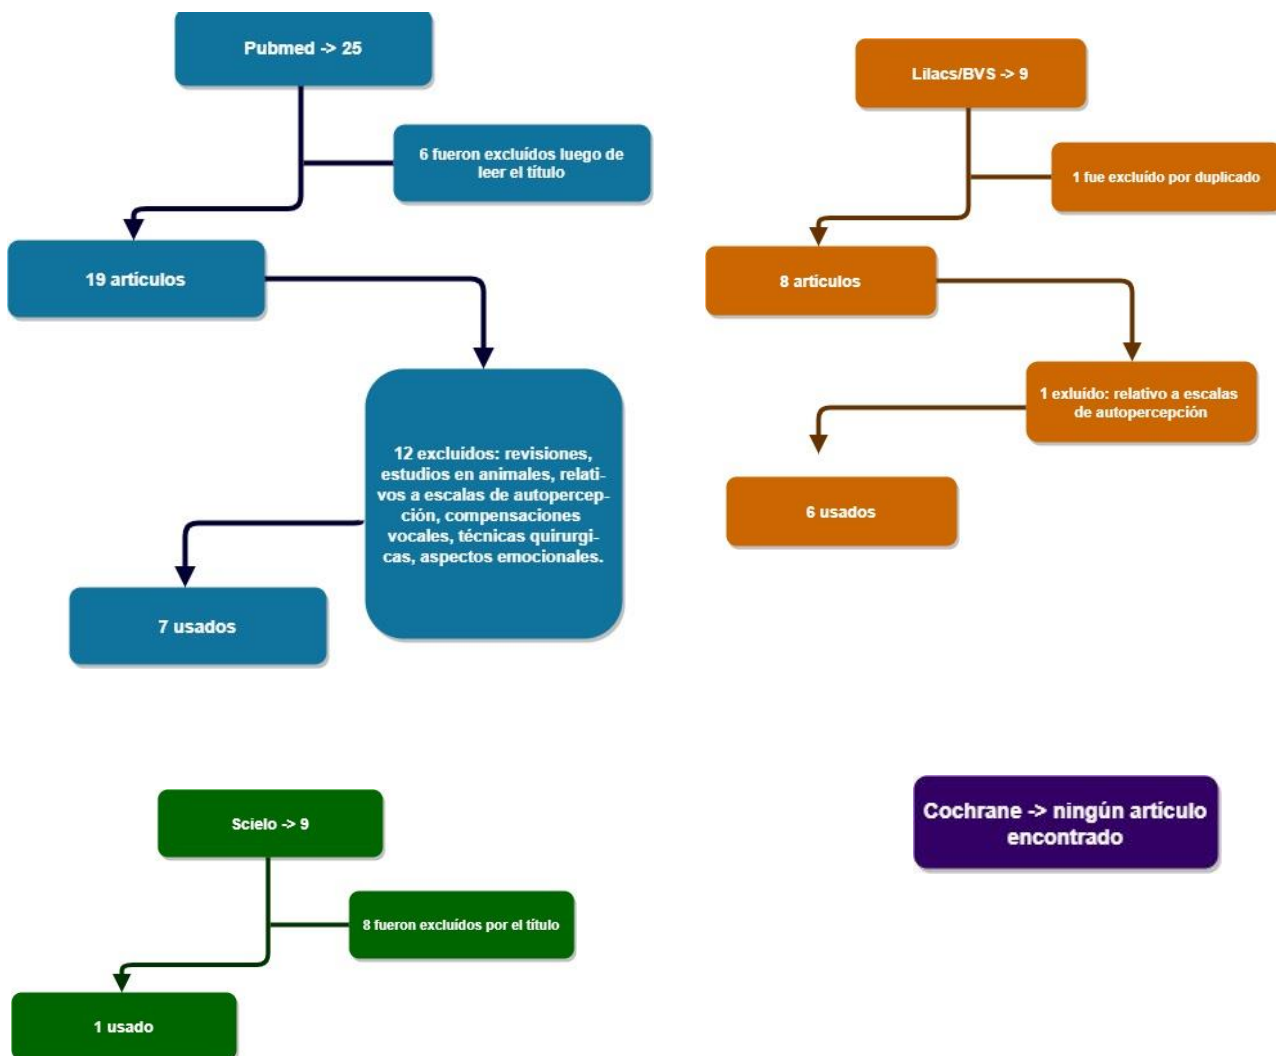 Pubmed -> 25
6 fueron excluídos luego de
leer el título
19 artículos
12 excluídos: revisiones,
estudios en animales, relati-
vos a escalas de autopercep-
ción, compensaciones
vocales, técnicas quirurgi-
cas, aspectos emocionales.
7 usados
Lilacs/BVS -> 9
1 fue excluído por duplicado
8 artículos
1 exluído: relativo a escalas
de autopercepción
6 usados
Scielo -> 9
8 fueron excluídos por el título
1 usado
Cochrane -> ningún artículo
encontrado